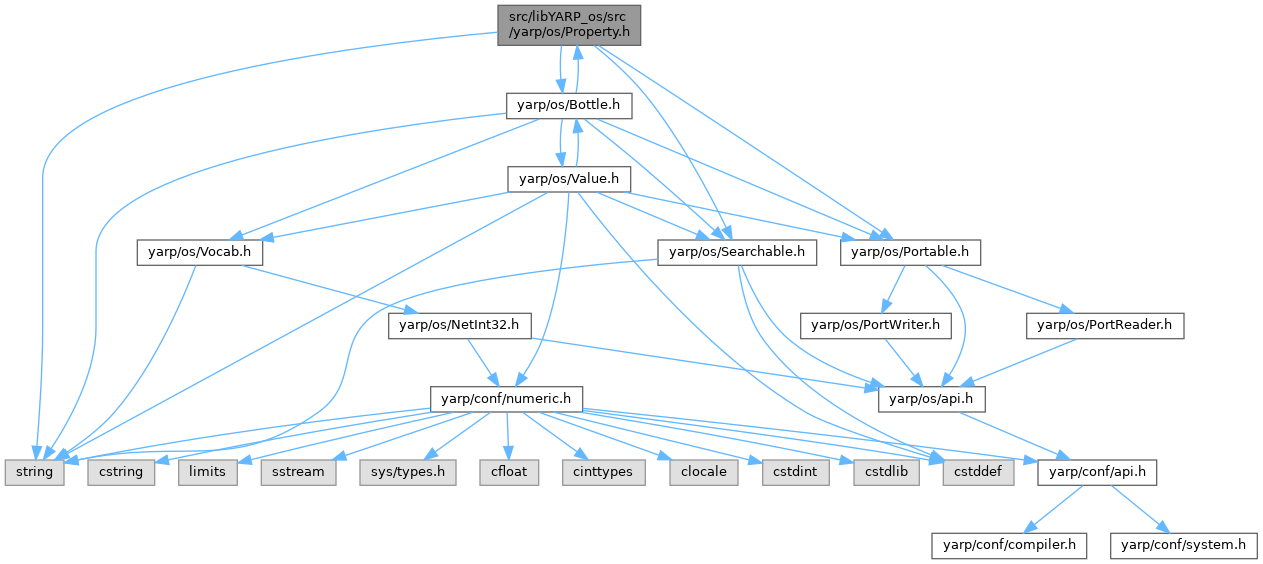 src/libYARP_os/src
/yarp/os/Property.h
yarp/os/Bottle.h
yarp/os/Value.h
yarp/os/Vocab.h
yarp/os/Searchable.h
yarp/os/Portable.h
yarp/os/NetInt32.h
yarp/os/PortWriter.h
yarp/os/PortReader.h
yarp/conf/numeric.h
yarp/os/api.h
string
cstring
limits
sstream
sys/types.h
cfloat
cinttypes
clocale
cstdint
cstdlib
cstddef
yarp/conf/api.h
yarp/conf/compiler.h
yarp/conf/system.h